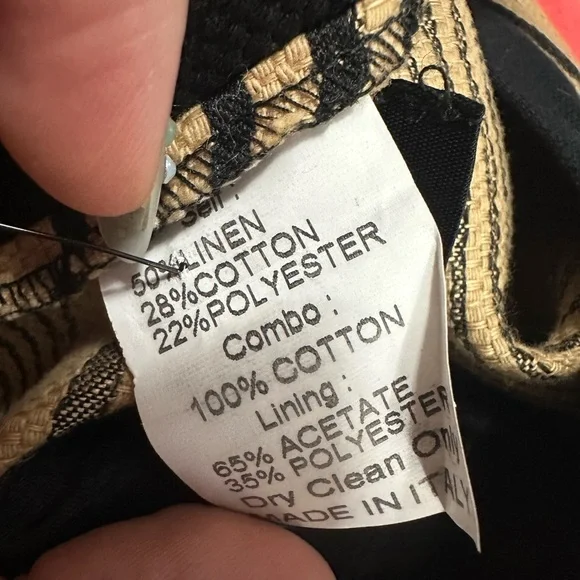 Self :
50%LINEN
28%COTTON
22%POLYESTER
Combo :
100% COTTON
Lining :
65% ACETATE
35% POLYESTER
Dry Clean Only
MADE IN ITALY